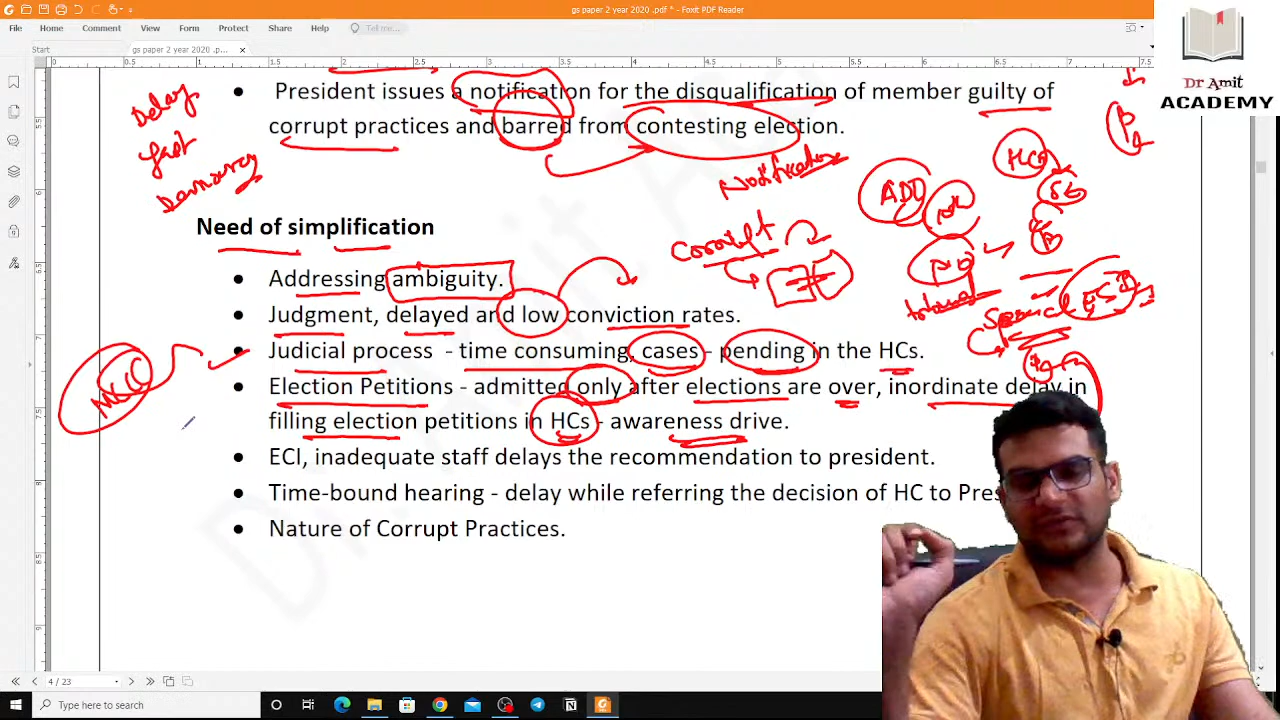 gs paper 2 year 2020 .pdf * - Foxit PDF Reader
File Home Comment View Form Protect Share Help Tell me...
Start gs paper 2 year 2020 .p...
Dr Amit
ACADEMY
• President issues a notification for the disqualification of member guilty of
corrupt practices and barred from contesting election.
Delay
fast
Democracy
Notification
Corrupt
HCs
Need of simplification
• Addressing ambiguity.
• Judgment, delayed and low conviction rates.
• Judicial process - time consuming, cases - pending in the HCs.
• Election Petitions - admitted only after elections are over, inordinate delay in
filling election petitions in HCs - awareness drive.
• ECI, inadequate staff delays the recommendation to president.
• Time-bound hearing - delay while referring the decision of HC to Pres
• Nature of Corrupt Practices.
4 / 23
Type here to search